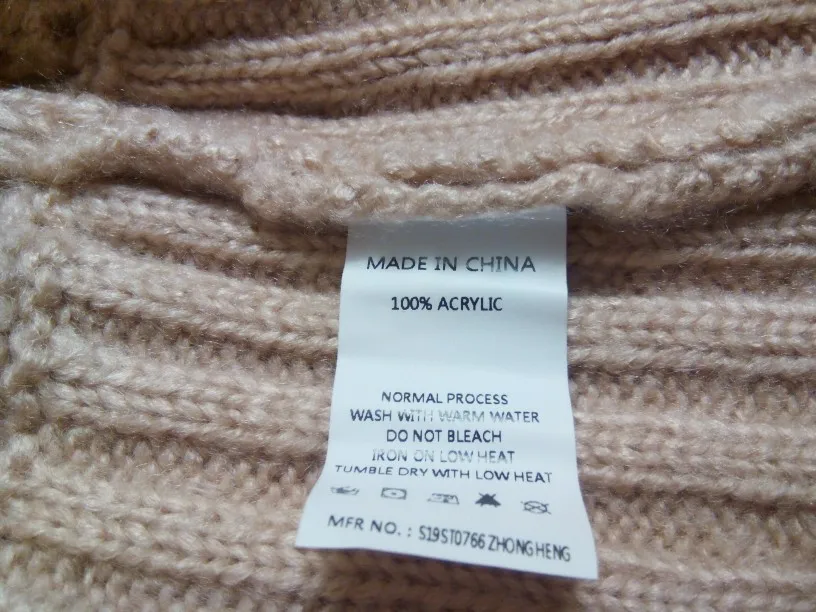 MADE IN CHINA
100% ACRYLIC
NORMAL PROCESS
WASH WITH WARM WATER
DO NOT BLEACH
IRON ON LOW HEAT
TUMBLE DRY WITH LOW HEAT
MFR NO. : S19ST0766 ZHONGHENG